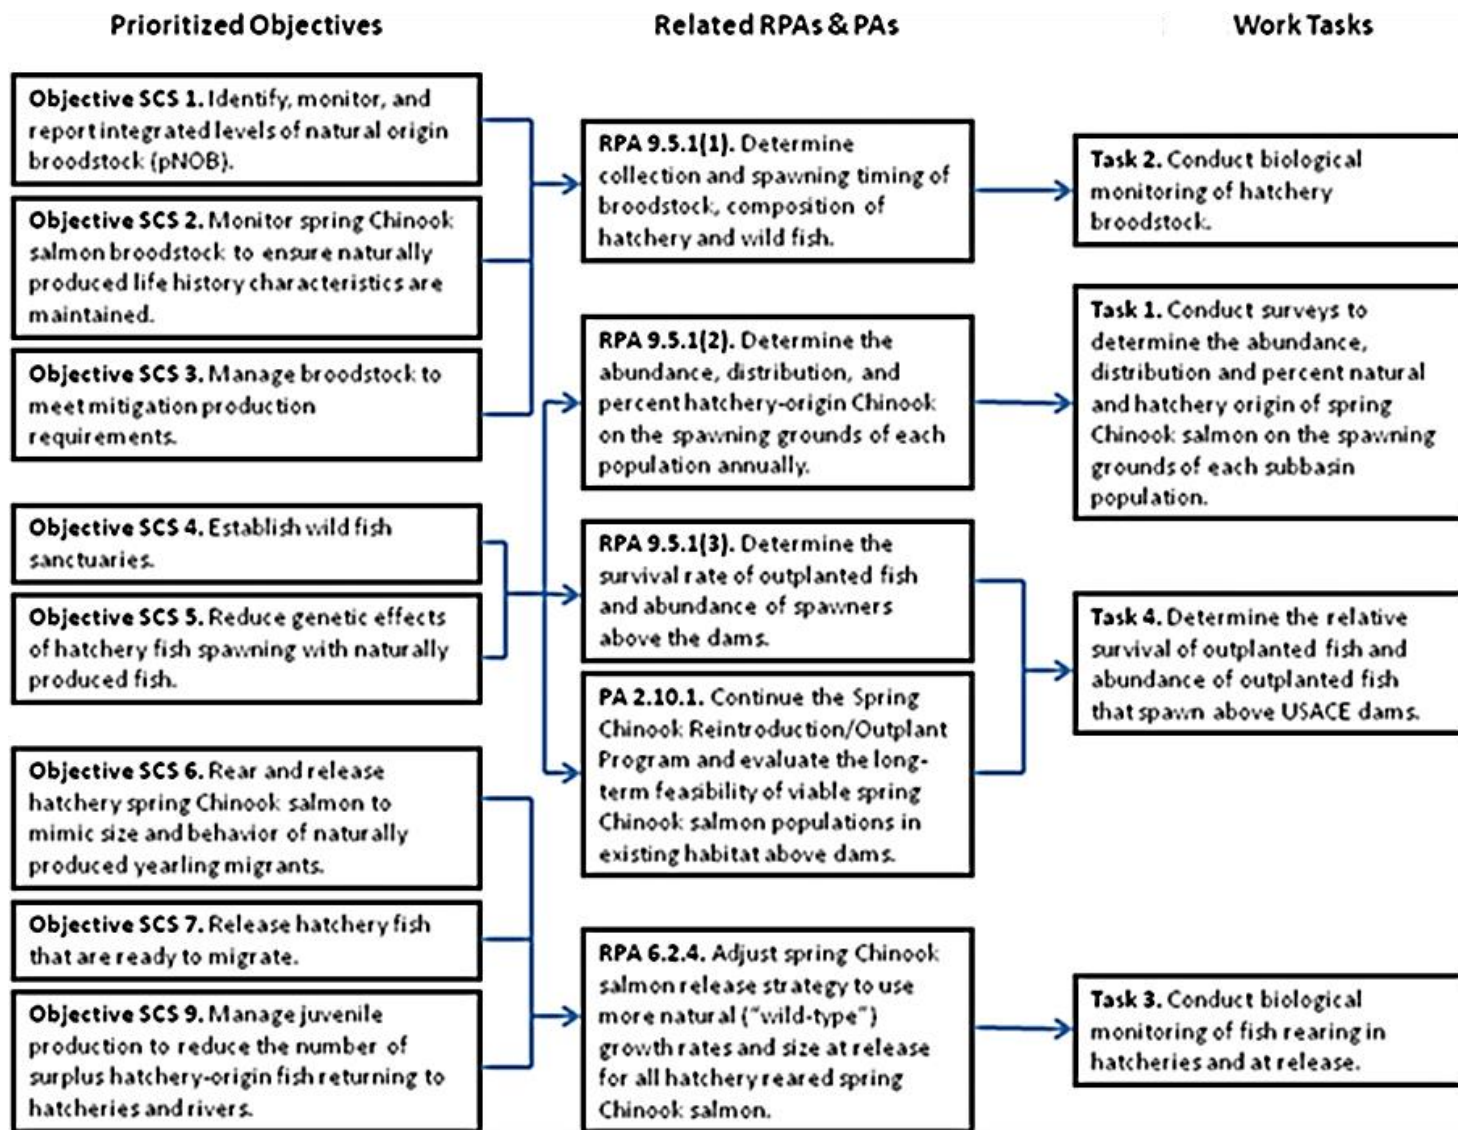 Prioritized Objectives
Related RPAs & PAs
Work Tasks
Objective SCS 1. Identify, monitor, and
report integrated levels of natural origin
broodstock (pNOB).
Objective SCS 2. Monitor spring Chinook
salmon broodstock to ensure naturally
produced life history characteristics are
maintained.
Objective SCS 3. Manage broodstock to
meet mitigation production
requirements.
Objective SCS 4. Establish wild fish
sanctuaries.
Objective SCS 5. Reduce genetic effects
of hatchery fish spawning with naturally
produced fish.
Objective SCS 6. Rear and release
hatchery spring Chinook salmon to
mimic size and behavior of naturally
produced yearling migrants.
Objective SCS 7. Release hatchery fish
that are ready to migrate.
Objective SCS 9. Manage juvenile
production to reduce the number of
surplus hatchery-origin fish returning to
hatcheries and rivers.
RPA 9.5.1(1). Determine
collection and spawning timing of
broodstock, composition of
hatchery and wild fish.
RPA 9.5.1(2). Determine the
abundance, distribution, and
percent hatchery-origin Chinook
on the spawning grounds of each
population annually.
RPA 9.5.1(3). Determine the
survival rate of outplanted fish
and abundance of spawners
above the dams.
PA 2.10.1. Continue the Spring
Chinook Reintroduction/Outplant
Program and evaluate the long-
term feasibility of viable spring
Chinook salmon populations in
existing habitat above dams.
RPA 6.2.4. Adjust spring Chinook
salmon release strategy to use
more natural ("wild-type")
growth rates and size at release
for all hatchery reared spring
Chinook salmon.
Task 2. Conduct biological
monitoring of hatchery
broodstock.
Task 1. Conduct surveys to
determine the abundance,
distribution and percent natural
and hatchery origin of spring
Chinook salmon on the spawning
grounds of each subbasin
population.
Task 4. Determine the relative
survival of outplanted fish and
abundance of outplanted fish
that spawn above USACE dams.
Task 3. Conduct biological
monitoring of fish rearing in
hatcheries and at release.